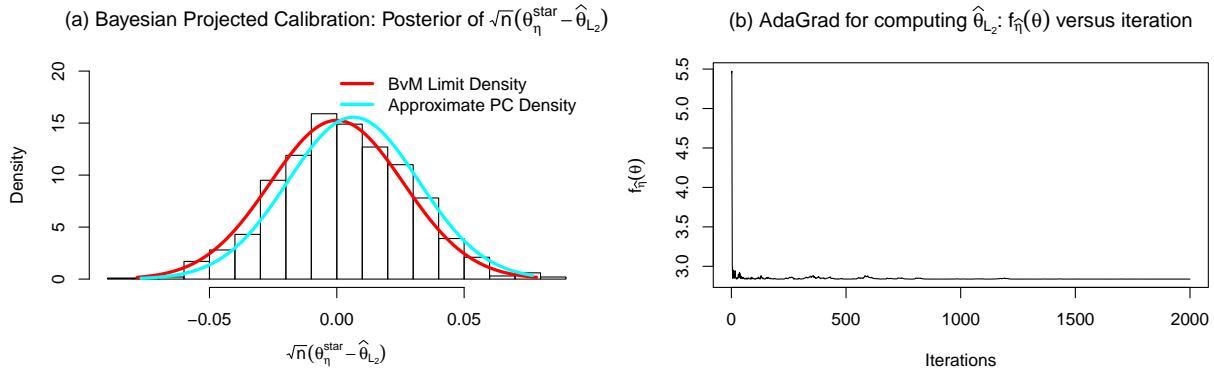 (a) Bayesian Projected Calibration: Posterior of √n(θ_η^star − θ̂_L₂)
20
15
10
5
0
Density
BvM Limit Density
Approximate PC Density
−0.05
0.00
0.05
√n(θ_η^star − θ̂_L₂)
(b) AdaGrad for computing θ̂_L₂: f_η̂(θ) versus iteration
5.5
5.0
4.5
4.0
3.5
3.0
f_η̂(θ)
0
500
1000
1500
2000
Iterations